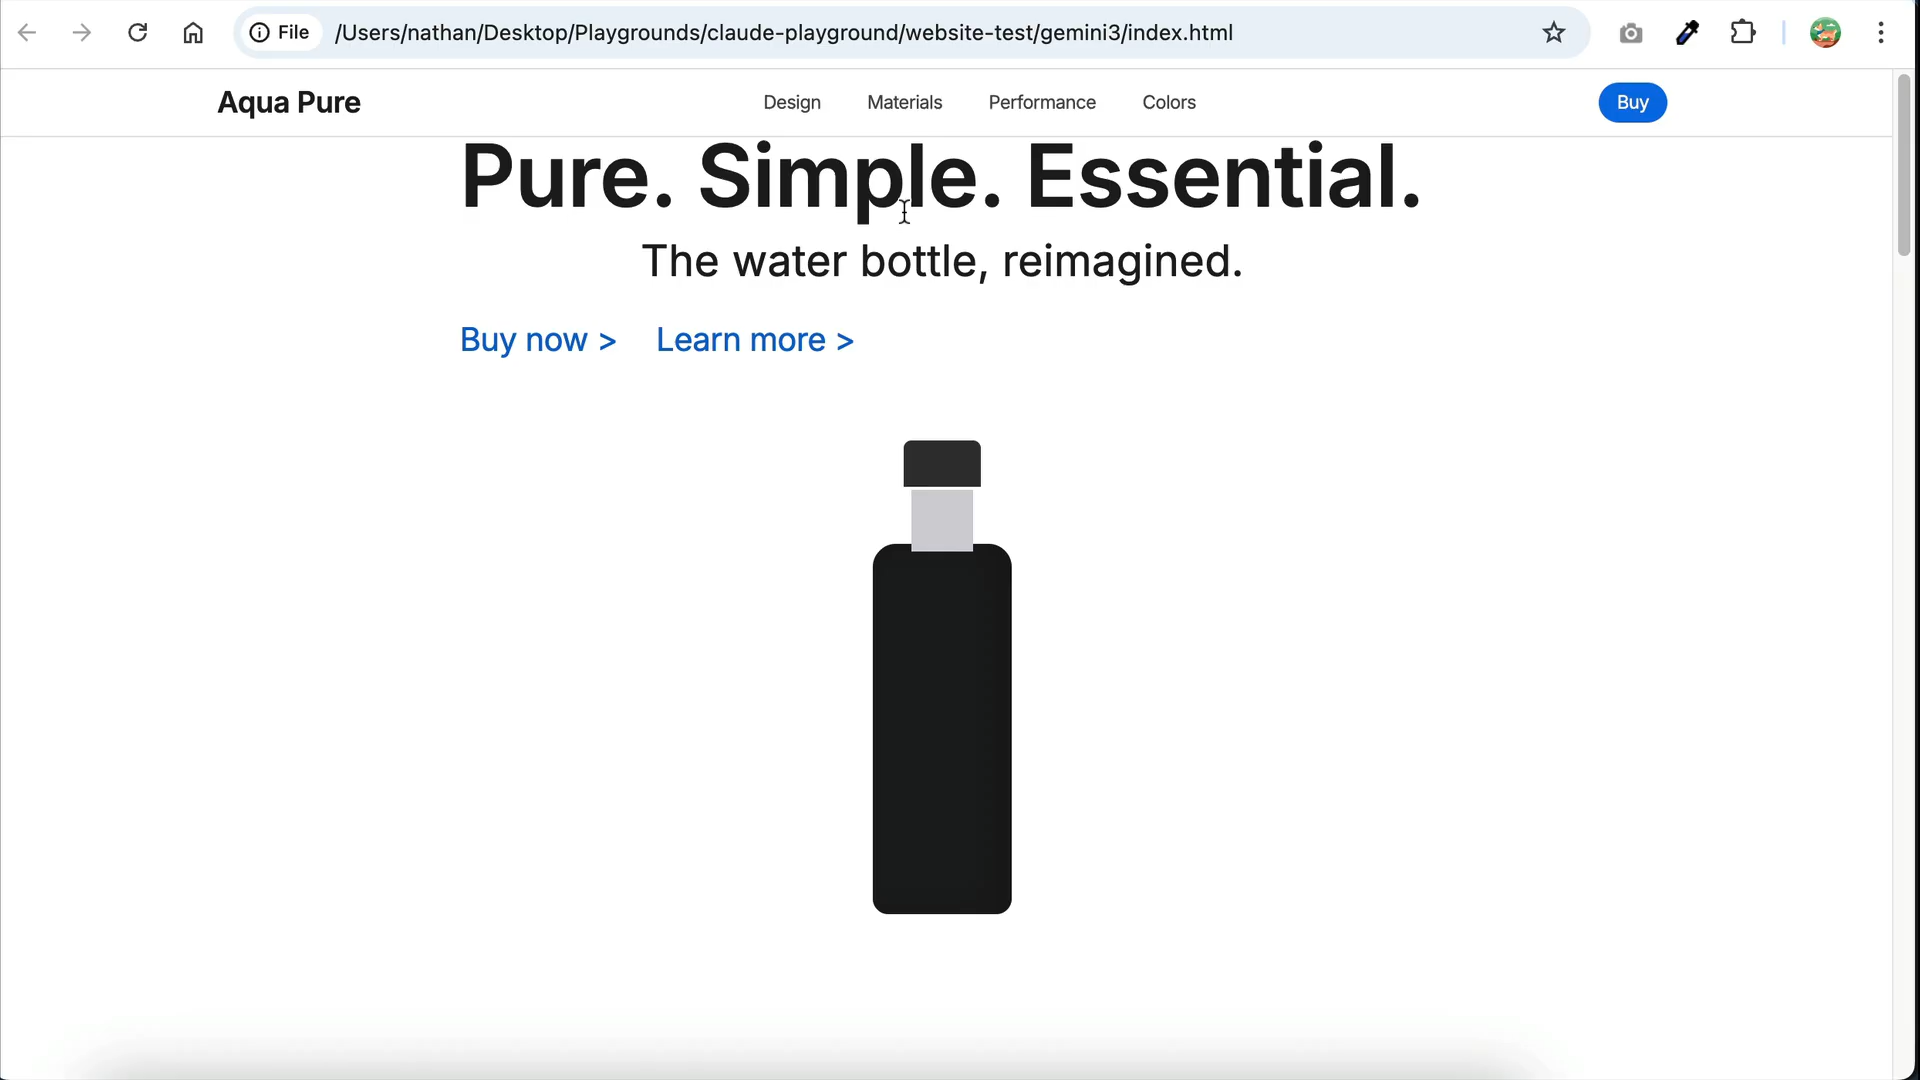 File /Users/nathan/Desktop/Playgrounds/claude-playground/website-test/gemini3/index.html
Aqua Pure Design Materials Performance Colors Buy
Pure. Simple. Essential.
The water bottle, reimagined.
Buy now > Learn more >